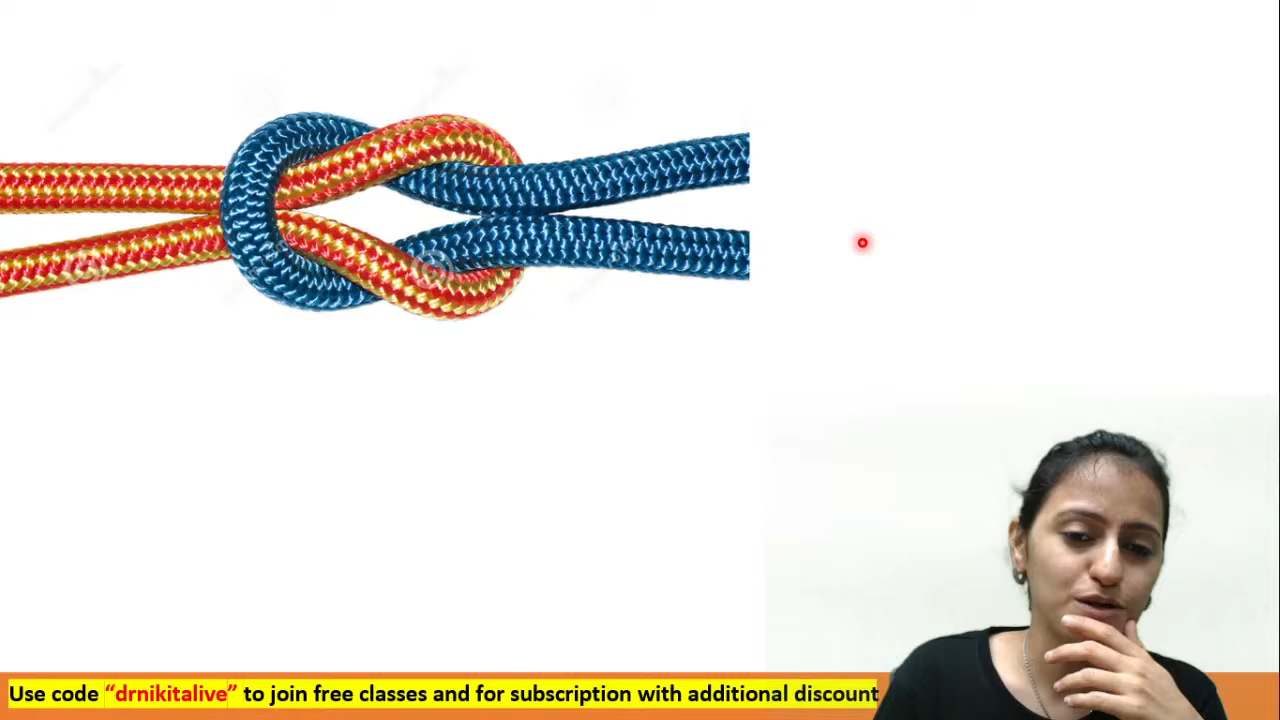 Use code “drnikitalive” to join free classes and for subscription with additional discount